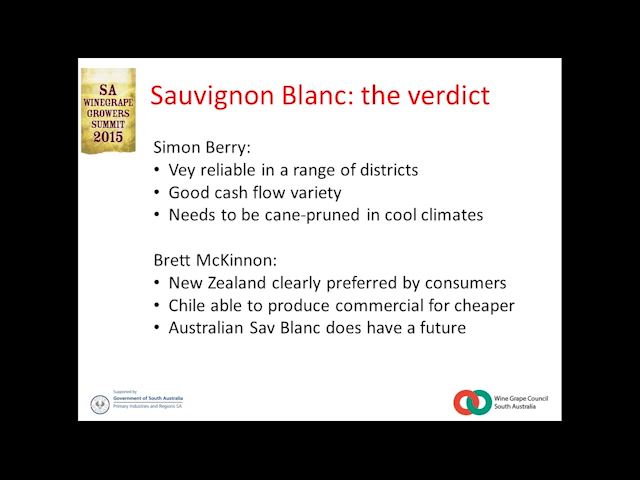 SA
WINEGRAPE
GROWERS
SUMMIT
2015
Sauvignon Blanc: the verdict
Simon Berry:
• Vey reliable in a range of districts
• Good cash flow variety
• Needs to be cane-pruned in cool climates
Brett McKinnon:
• New Zealand clearly preferred by consumers
• Chile able to produce commercial for cheaper
• Australian Sav Blanc does have a future
Supported by
Government of South Australia
Primary Industries and Regions SA
Wine Grape Council
South Australia